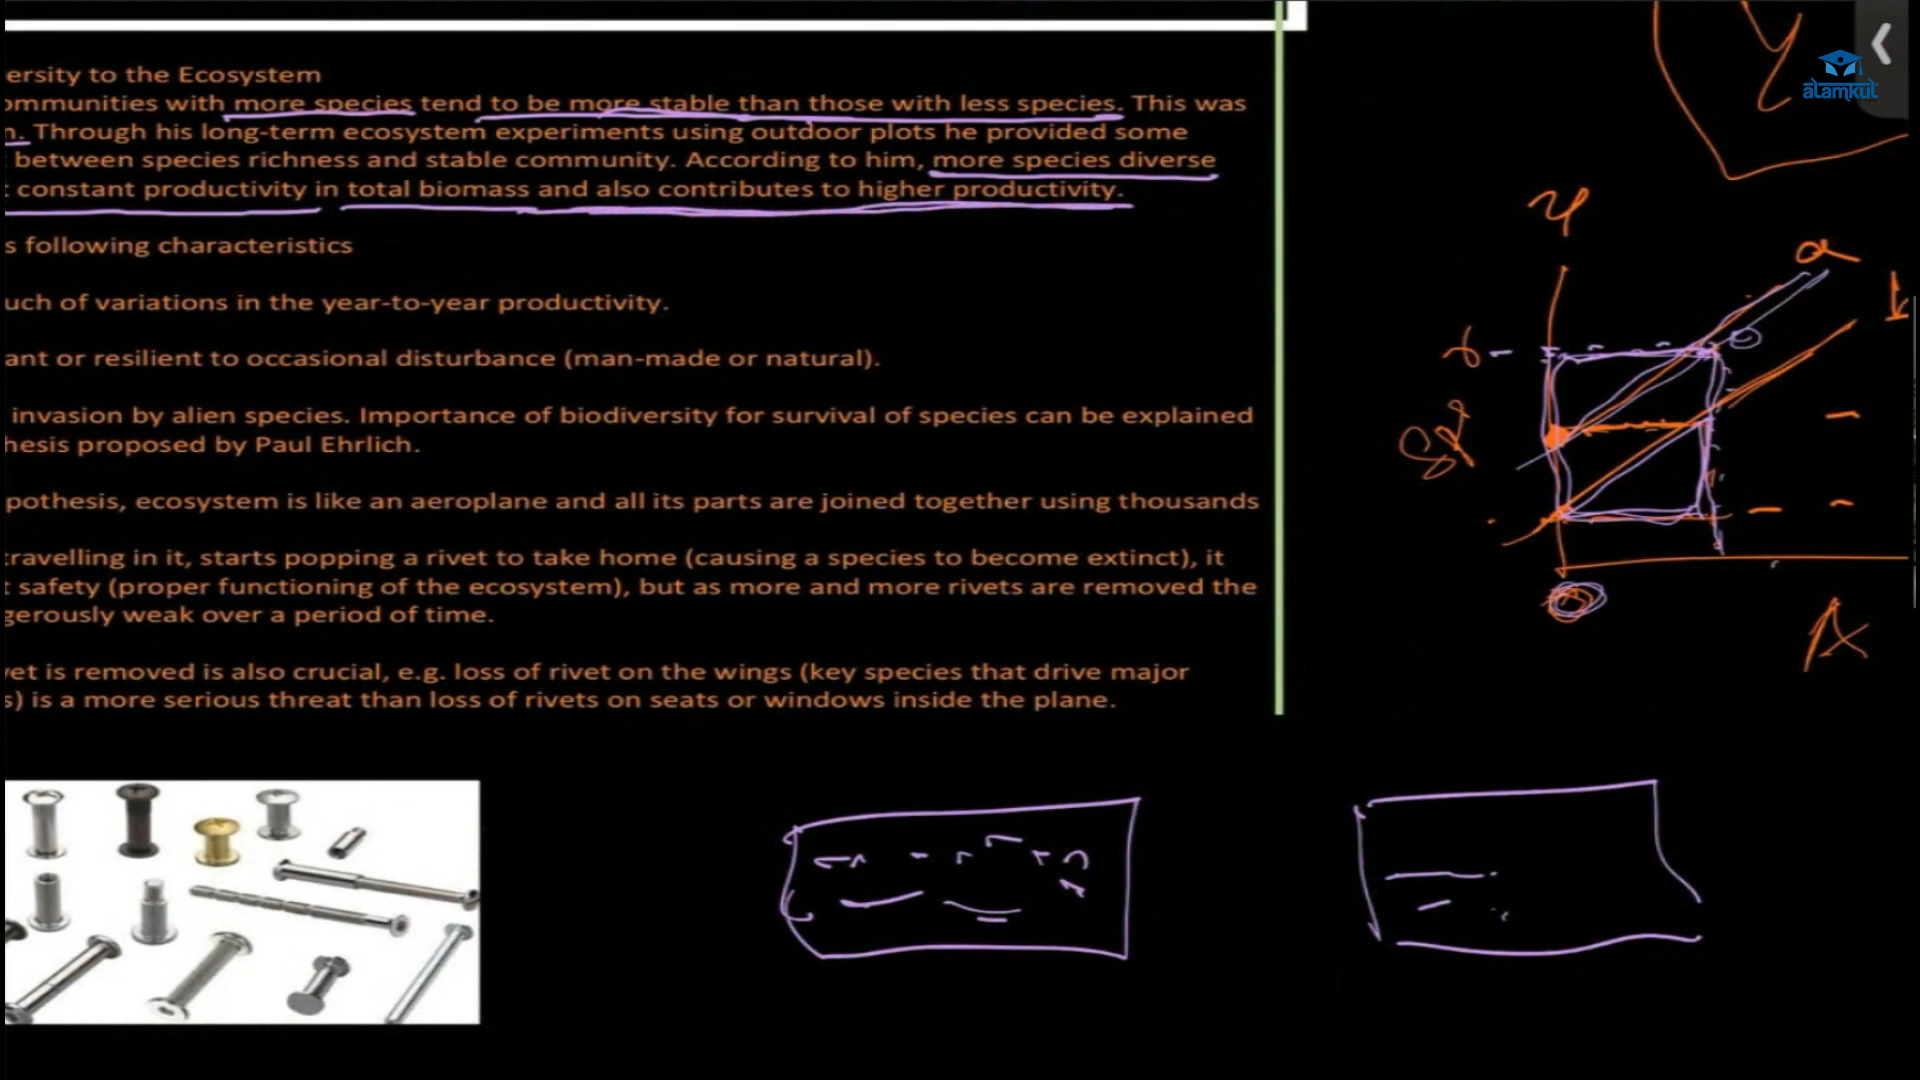 ersity to the Ecosystem
ommunities with more species tend to be more stable than those with less species. This was
n. Through his long-term ecosystem experiments using outdoor plots he provided some
between species richness and stable community. According to him, more species diverse
constant productivity in total biomass and also contributes to higher productivity.
s following characteristics
uch of variations in the year-to-year productivity.
ant or resilient to occasional disturbance (man-made or natural).
invasion by alien species. Importance of biodiversity for survival of species can be explained
hesis proposed by Paul Ehrlich.
pothesis, ecosystem is like an aeroplane and all its parts are joined together using thousands
travelling in it, starts popping a rivet to take home (causing a species to become extinct), it
safety (proper functioning of the ecosystem), but as more and more rivets are removed the
gerously weak over a period of time.
vet is removed is also crucial, e.g. loss of rivet on the wings (key species that drive major
s) is a more serious threat than loss of rivets on seats or windows inside the plane.
alamkut
A